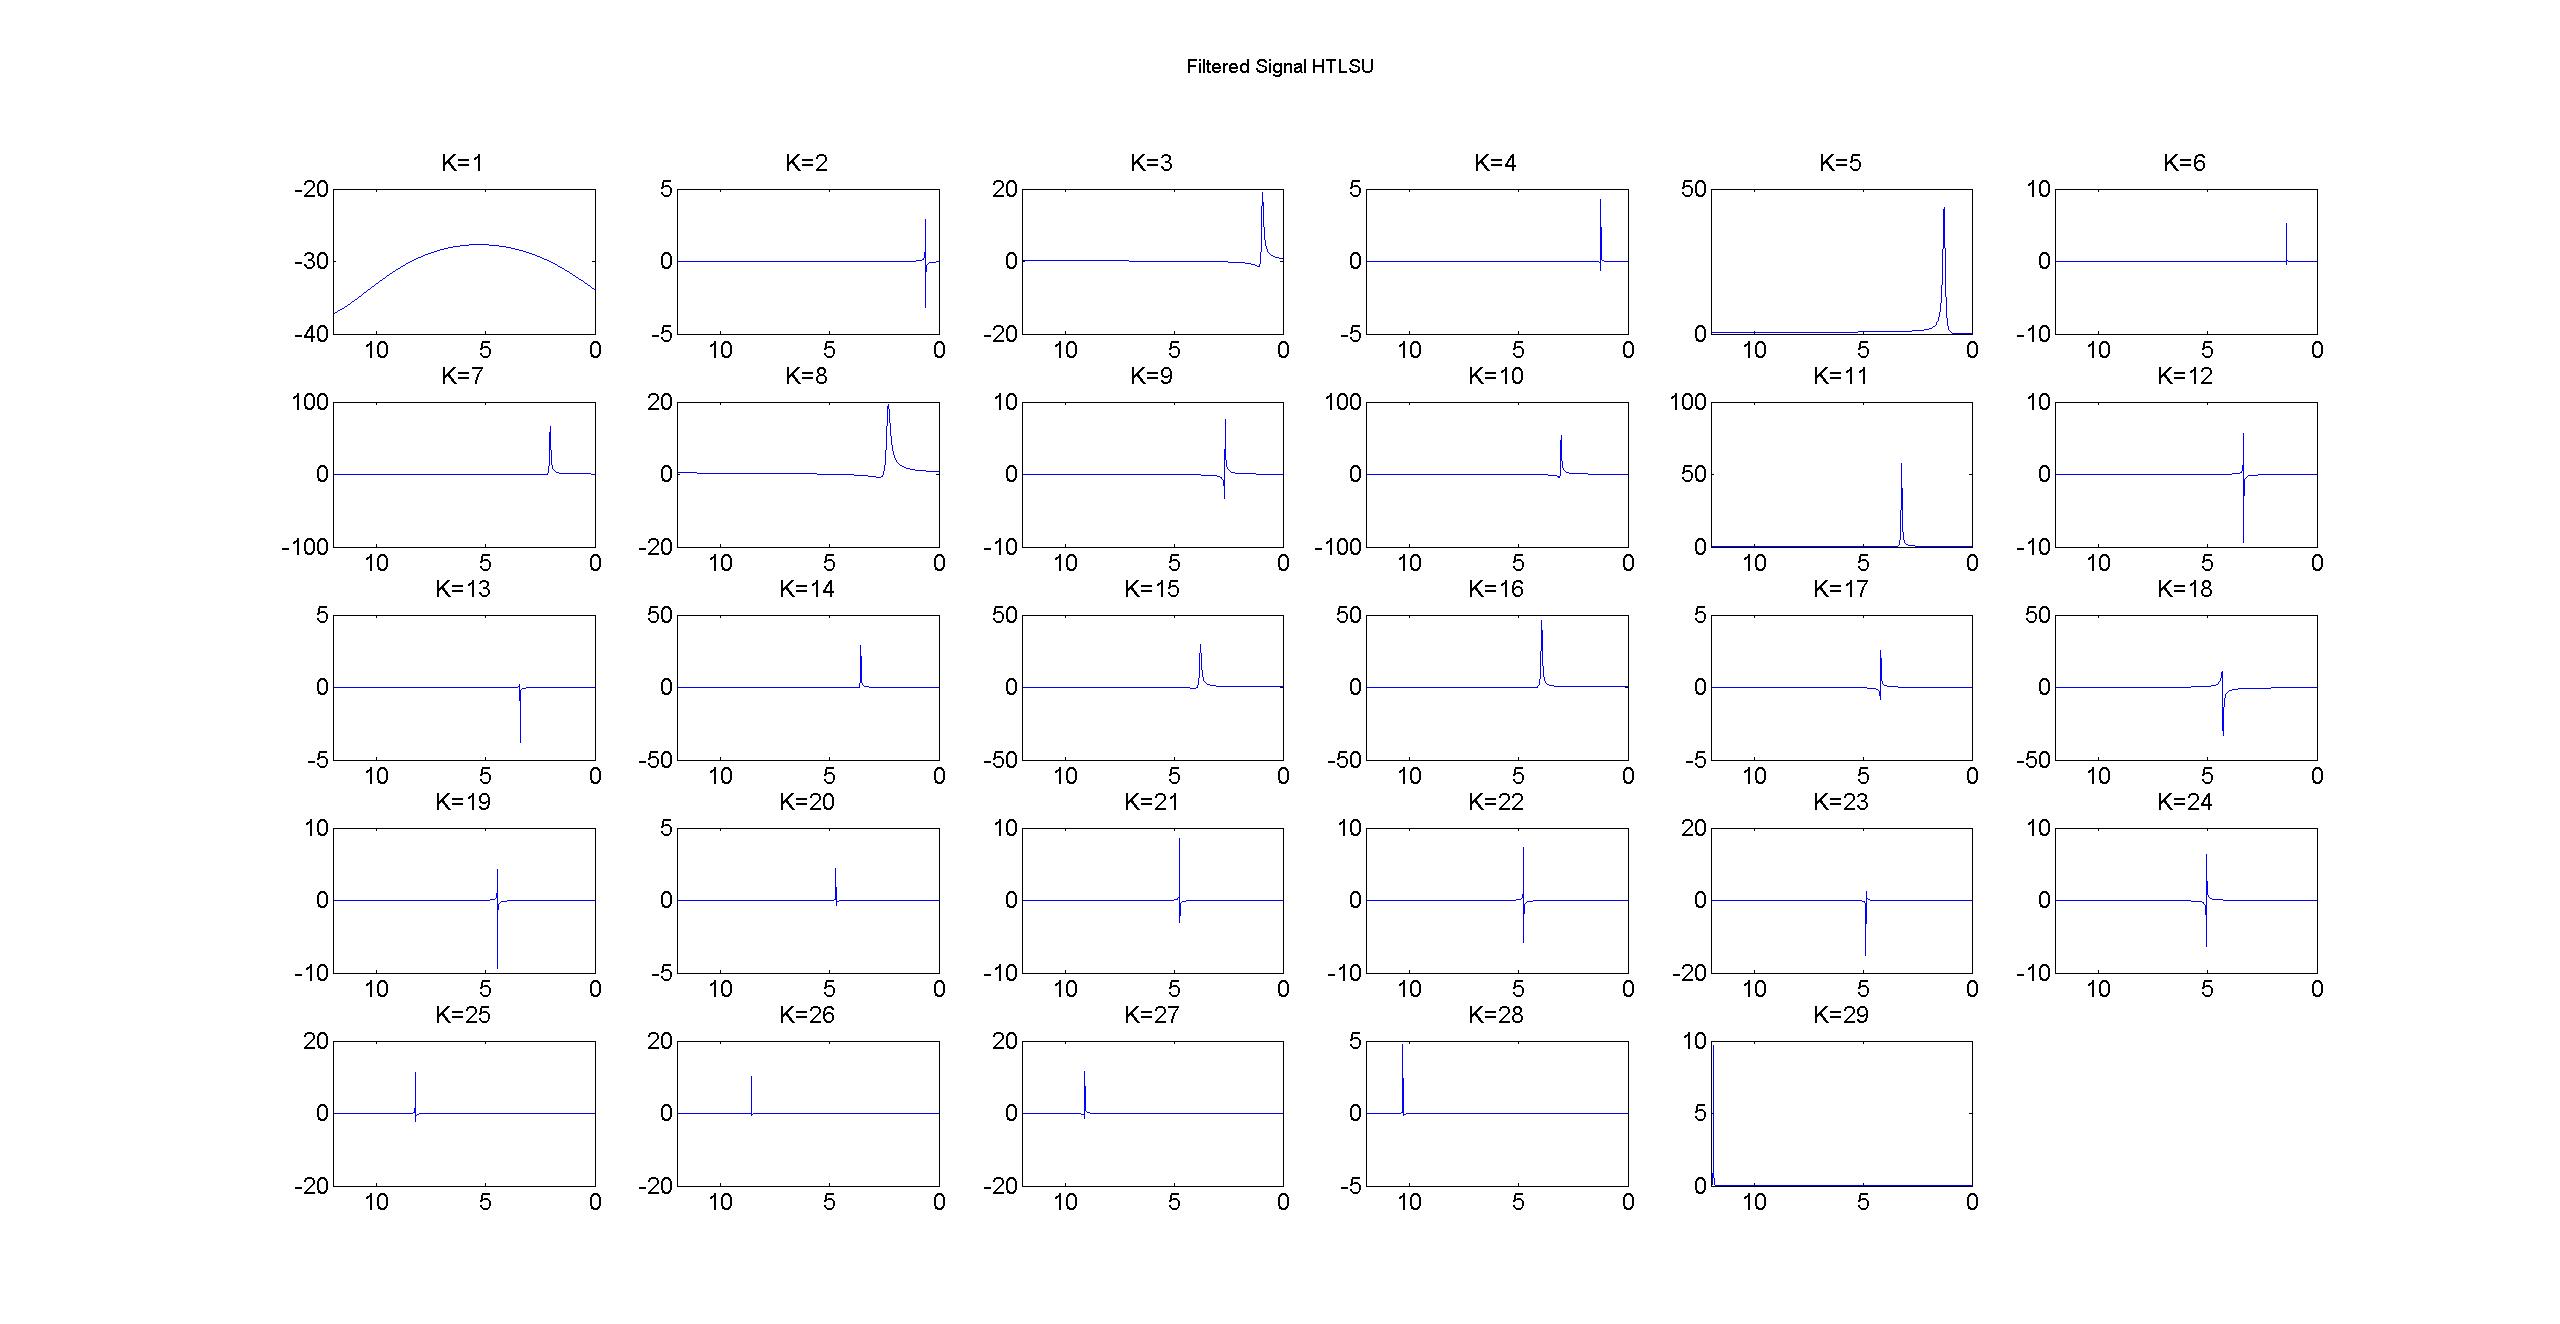 Filtered Signal HTLSU
K=1 K=2 K=3 K=4 K=5 K=6
-20 5 20 5 50 10
-30 0 0 0 0
-40 -5 -20 -5 0 -10
10 5 0 10 5 0 10 5 0 10 5 0 10 5 0 10 5 0
K=7 K=8 K=9 K=10 K=11 K=12
100 20 10 100 100 10
0 0 0 0 50 0
-100 -20 -10 -100 0 -10
10 5 0 10 5 0 10 5 0 10 5 0 10 5 0 10 5 0
K=13 K=14 K=15 K=16 K=17 K=18
5 50 50 50 5 50
0 0 0 0 0 0
-5 -50 -50 -50 -5 -50
10 5 0 10 5 0 10 5 0 10 5 0 10 5 0 10 5 0
K=19 K=20 K=21 K=22 K=23 K=24
10 5 10 10 20 10
0 0 0 0 0 0
-10 -5 -10 -10 -20 -10
10 5 0 10 5 0 10 5 0 10 5 0 10 5 0 10 5 0
K=25 K=26 K=27 K=28 K=29
20 20 20 5 10
0 0 0 0 5
-20 -20 -20 -5 0
10 5 0 10 5 0 10 5 0 10 5 0 10 5 0